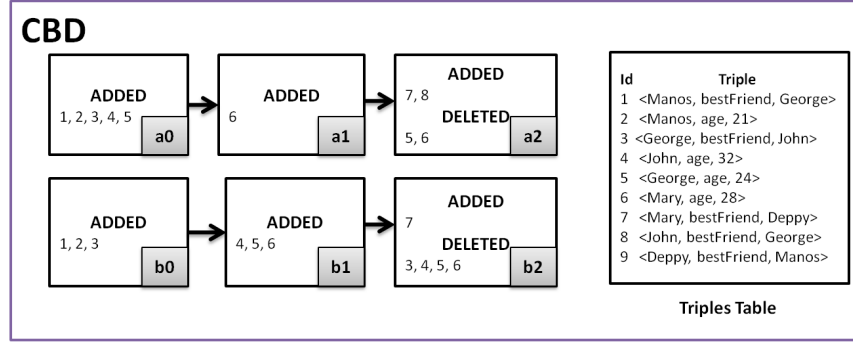 CBD
ADDED
1, 2, 3, 4, 5
a0
ADDED
6
a1
ADDED
7, 8
DELETED
5, 6
a2
ADDED
1, 2, 3
b0
ADDED
4, 5, 6
b1
ADDED
7
DELETED
3, 4, 5, 6
b2
Id Triple
1 <Manos, bestFriend, George>
2 <Manos, age, 21>
3 <George, bestFriend, John>
4 <John, age, 32>
5 <George, age, 24>
6 <Mary, age, 28>
7 <Mary, bestFriend, Deppy>
8 <John, bestFriend, George>
9 <Deppy, bestFriend, Manos>
Triples Table